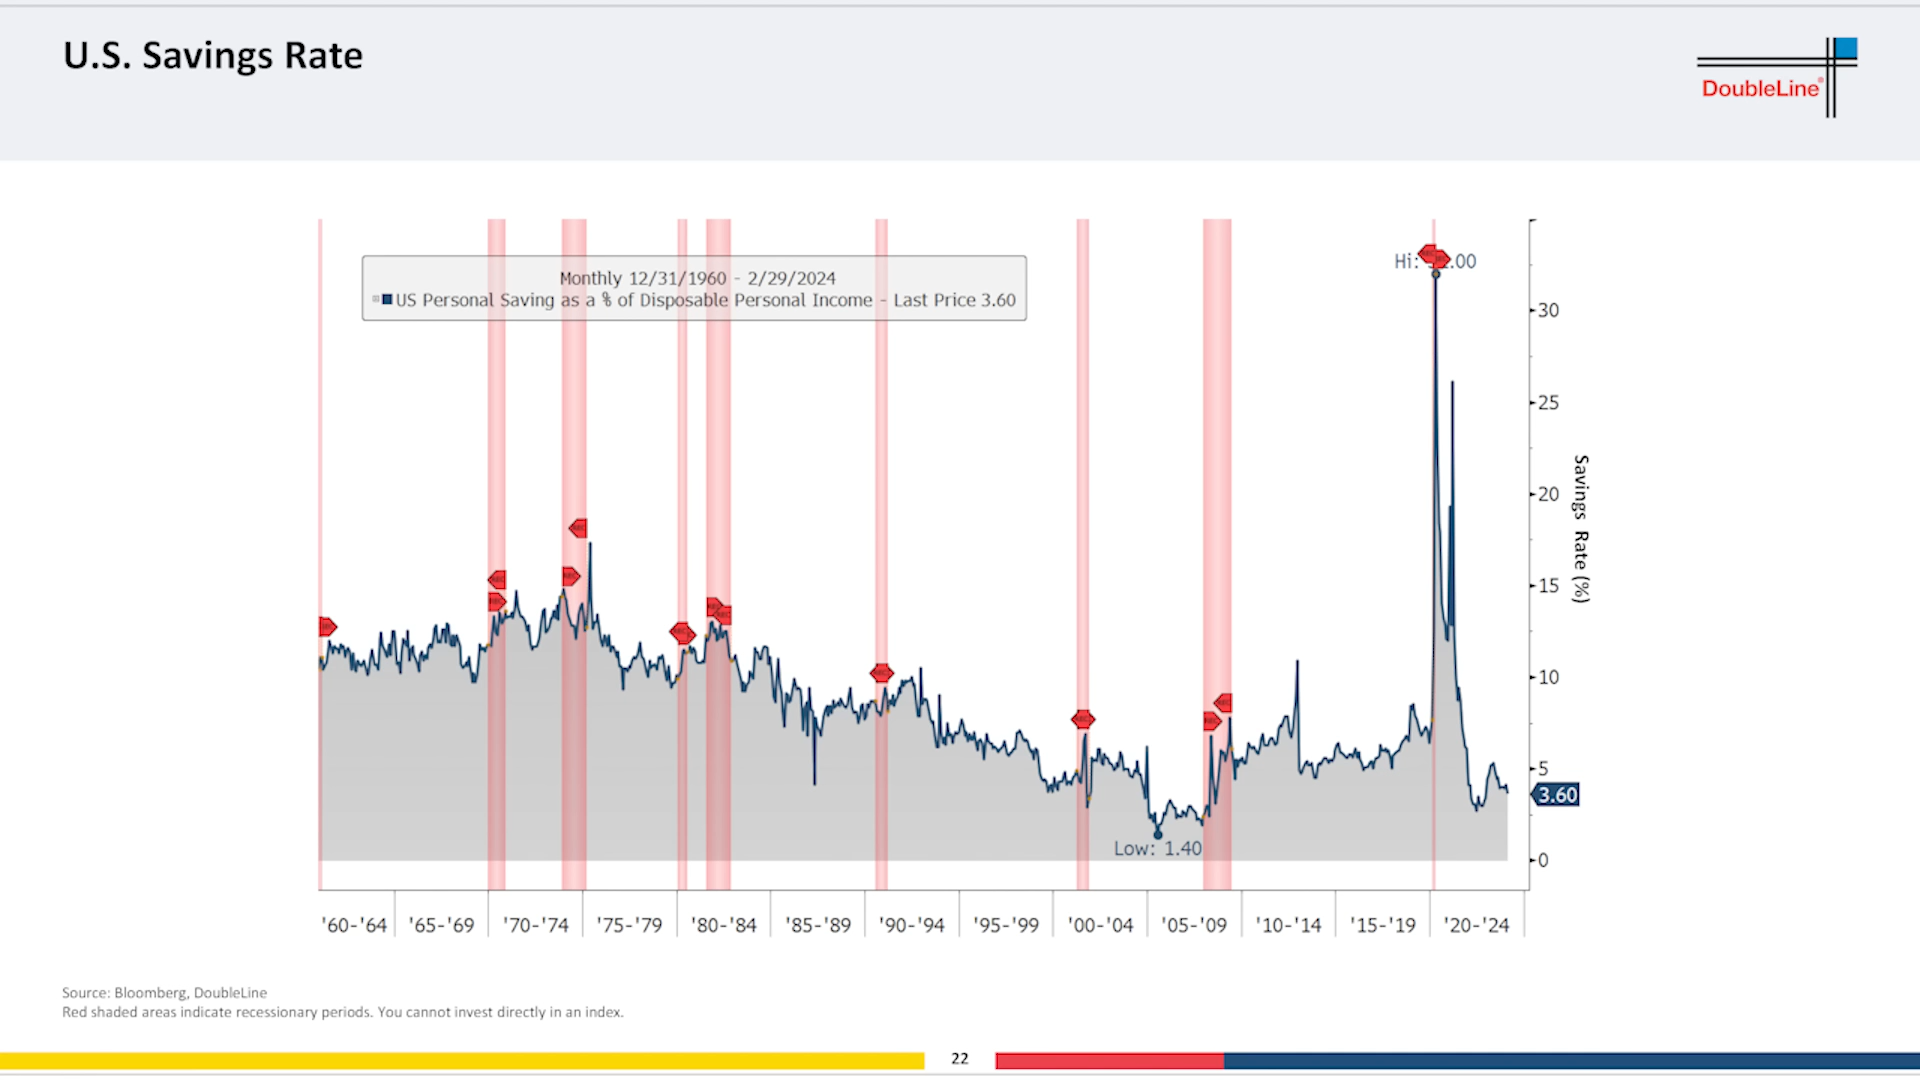 U.S. Savings Rate
DoubleLine®
Monthly 12/31/1960 - 2/29/2024
US Personal Saving as a % of Disposable Personal Income - Last Price 3.60
Hi: .00
30
25
20
15
10
5
3.60
0
Savings Rate (%)
Low: 1.40
'60-'64 '65-'69 '70-'74 '75-'79 '80-'84 '85-'89 '90-'94 '95-'99 '00-'04 '05-'09 '10-'14 '15-'19 '20-'24
Source: Bloomberg, DoubleLine
Red shaded areas indicate recessionary periods. You cannot invest directly in an index.
22